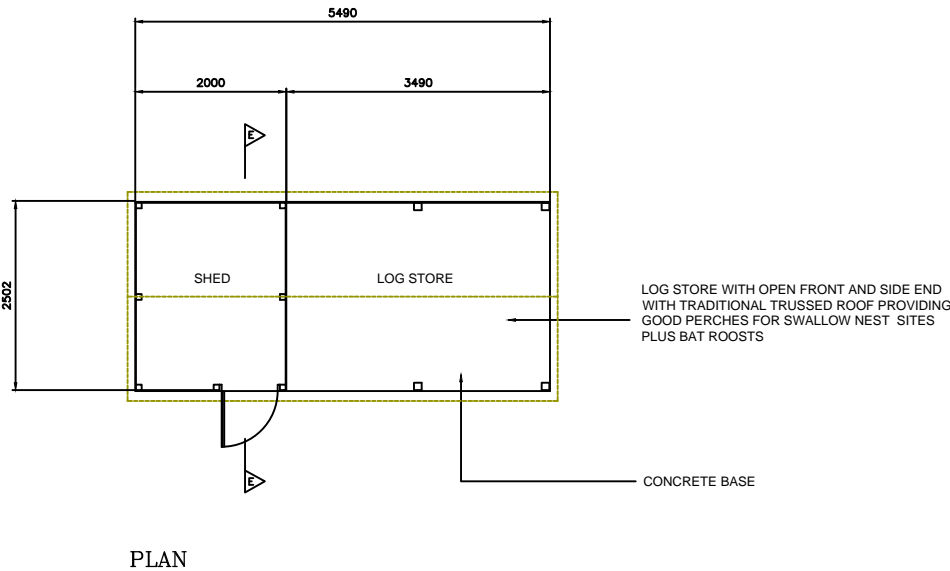 5490
2000
3490
E
2502
SHED
LOG STORE
LOG STORE WITH OPEN FRONT AND SIDE END
WITH TRADITIONAL TRUSSED ROOF PROVIDING
GOOD PERCHES FOR SWALLOW NEST SITES
PLUS BAT ROOSTS
E
CONCRETE BASE
PLAN